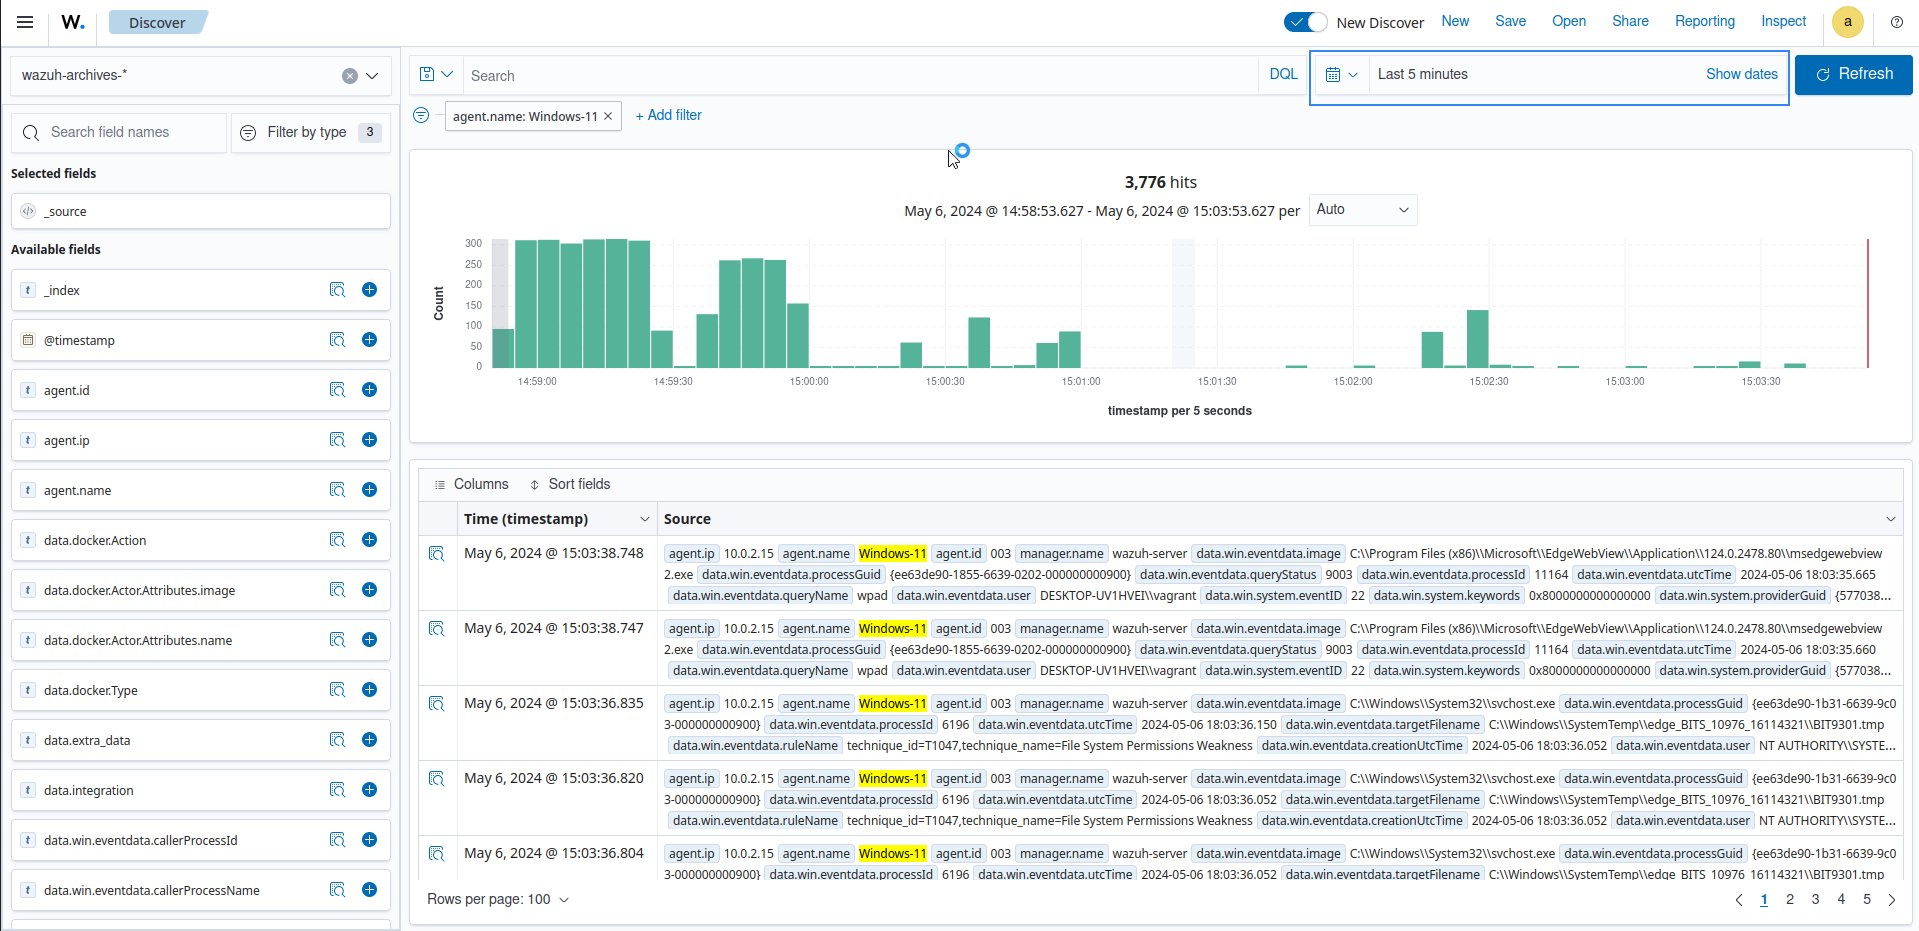 W. Discover New Discover New Save Open Share Reporting Inspect a
wazuh-archives-*
Search DQL Last 5 minutes Show dates Refresh
agent.name: Windows-11 + Add filter
Search field names Filter by type 3
Selected fields
_source
Available fields
_index
@timestamp
agent.id
agent.ip
agent.name
data.docker.Action
data.docker.Actor.Attributes.image
data.docker.Actor.Attributes.name
data.docker.Type
data.extra_data
data.integration
data.win.eventdata.callerProcessId
data.win.eventdata.callerProcessName
3,776 hits
May 6, 2024 @ 14:58:53.627 - May 6, 2024 @ 15:03:53.627 per Auto
Count
300
250
200
150
100
50
0
14:59:00 14:59:30 15:00:00 15:00:30 15:01:00 15:01:30 15:02:00 15:02:30 15:03:00 15:03:30
timestamp per 5 seconds
Columns Sort fields
Time (timestamp) Source
May 6, 2024 @ 15:03:38.748 agent.ip 10.0.2.15 agent.name Windows-11 agent.id 003 manager.name wazuh-server data.win.eventdata.image C:\\Program Files (x86)\\Microsoft\\EdgeWebView\\Application\\124.0.2478.80\\msedgewebview
2.exe data.win.eventdata.processGuid {ee63de90-1855-6639-0202-000000000900} data.win.eventdata.queryStatus 9003 data.win.eventdata.processId 11164 data.win.eventdata.utcTime 2024-05-06 18:03:35.665
data.win.eventdata.queryName wpad data.win.eventdata.user DESKTOP-UV1HVEI\\vagrant data.win.system.eventID 22 data.win.system.keywords 0x8000000000000000 data.win.system.providerGuid {577038...
May 6, 2024 @ 15:03:38.747 agent.ip 10.0.2.15 agent.name Windows-11 agent.id 003 manager.name wazuh-server data.win.eventdata.image C:\\Program Files (x86)\\Microsoft\\EdgeWebView\\Application\\124.0.2478.80\\msedgewebview
2.exe data.win.eventdata.processGuid {ee63de90-1855-6639-0202-000000000900} data.win.eventdata.queryStatus 9003 data.win.eventdata.processId 11164 data.win.eventdata.utcTime 2024-05-06 18:03:35.660
data.win.eventdata.queryName wpad data.win.eventdata.user DESKTOP-UV1HVEI\\vagrant data.win.system.eventID 22 data.win.system.keywords 0x8000000000000000 data.win.system.providerGuid {577038...
May 6, 2024 @ 15:03:36.835 agent.ip 10.0.2.15 agent.name Windows-11 agent.id 003 manager.name wazuh-server data.win.eventdata.image C:\\Windows\\System32\\svchost.exe data.win.eventdata.processGuid {ee63de90-1b31-6639-9c0
3-000000000900} data.win.eventdata.processId 6196 data.win.eventdata.utcTime 2024-05-06 18:03:36.150 data.win.eventdata.targetFilename C:\\Windows\\SystemTemp\\edge_BITS_10976_16114321\\BIT9301.tmp
data.win.eventdata.ruleName technique_id=T1047,technique_name=File System Permissions Weakness data.win.eventdata.creationUtcTime 2024-05-06 18:03:36.052 data.win.eventdata.user NT AUTHORITY\\SYSTE...
May 6, 2024 @ 15:03:36.820 agent.ip 10.0.2.15 agent.name Windows-11 agent.id 003 manager.name wazuh-server data.win.eventdata.image C:\\Windows\\System32\\svchost.exe data.win.eventdata.processGuid {ee63de90-1b31-6639-9c0
3-000000000900} data.win.eventdata.processId 6196 data.win.eventdata.utcTime 2024-05-06 18:03:36.052 data.win.eventdata.targetFilename C:\\Windows\\SystemTemp\\edge_BITS_10976_16114321\\BIT9301.tmp
data.win.eventdata.ruleName technique_id=T1047,technique_name=File System Permissions Weakness data.win.eventdata.creationUtcTime 2024-05-06 18:03:36.052 data.win.eventdata.user NT AUTHORITY\\SYSTE...
May 6, 2024 @ 15:03:36.804 agent.ip 10.0.2.15 agent.name Windows-11 agent.id 003 manager.name wazuh-server data.win.eventdata.image C:\\Windows\\System32\\svchost.exe data.win.eventdata.processGuid {ee63de90-1b31-6639-9c0
3-000000000900} data.win.eventdata.processId 6196 data.win.eventdata.utcTime 2024-05-06 18:03:36.052 data.win.eventdata.targetFilename C:\\Windows\\SystemTemp\\edge_BITS_10976_16114321\\BIT9301.tmp
Rows per page: 100 1 2 3 4 5